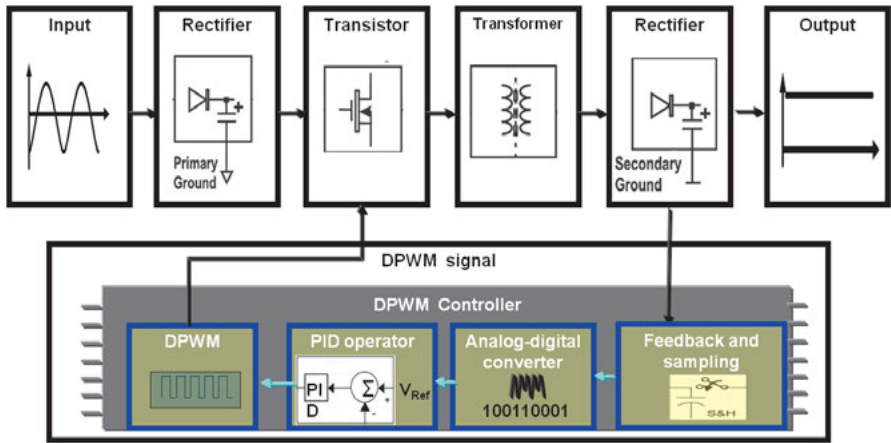 Input
Rectifier
Transistor
Transformer
Rectifier
Output
+
+
Primary
Ground
Secondary
Ground
DPWM signal
DPWM Controller
DPWM
PID operator
Analog-digital
converter
Feedback and
sampling
PI
D
Σ
+
-
VRef
100110001
S&H